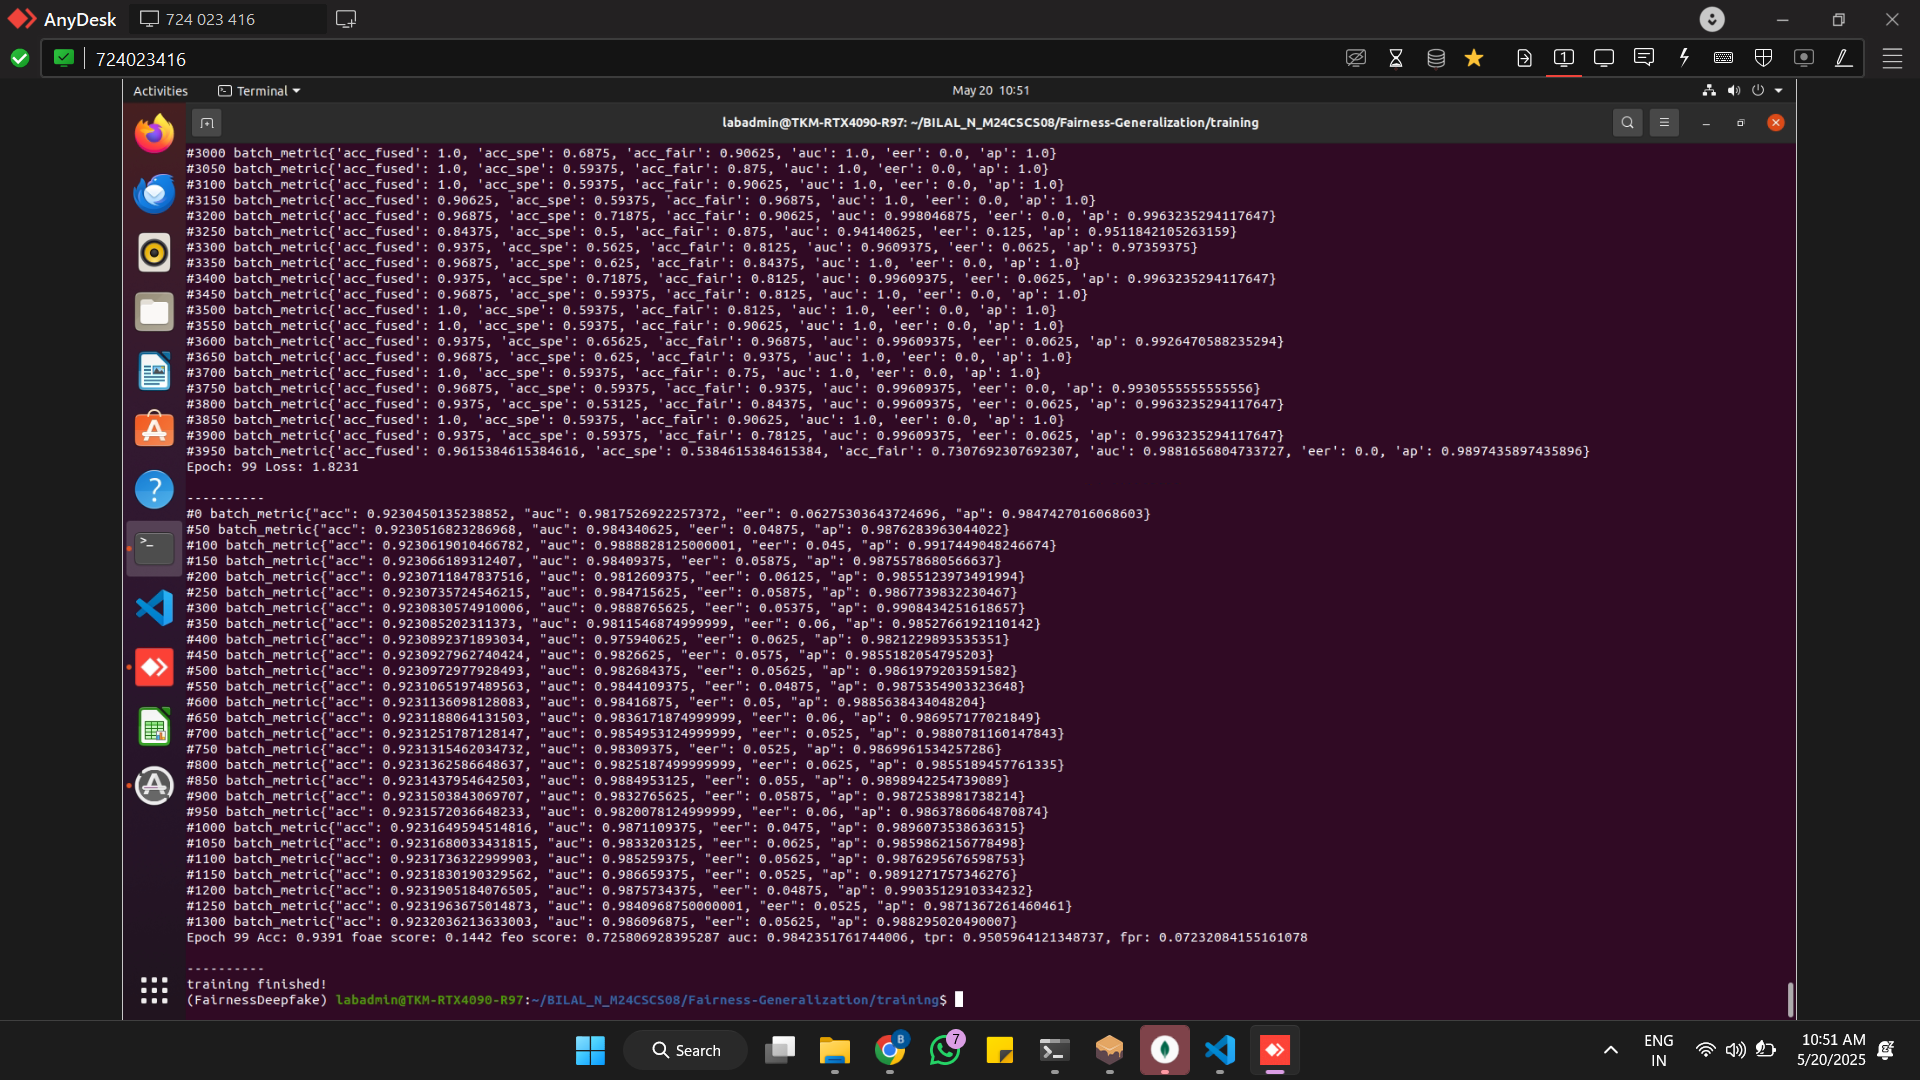 AnyDesk
724 023 416
724023416
1
Activities
Terminal
May 20 10:51
labadmin@TKM-RTX4090-R97: ~/BILAL_N_M24CSCS08/Fairness-Generalization/training
#3000 batch_metric{'acc_fused': 1.0, 'acc_spe': 0.6875, 'acc_fair': 0.90625, 'auc': 1.0, 'eer': 0.0, 'ap': 1.0}
#3050 batch_metric{'acc_fused': 1.0, 'acc_spe': 0.59375, 'acc_fair': 0.875, 'auc': 1.0, 'eer': 0.0, 'ap': 1.0}
#3100 batch_metric{'acc_fused': 1.0, 'acc_spe': 0.59375, 'acc_fair': 0.90625, 'auc': 1.0, 'eer': 0.0, 'ap': 1.0}
#3150 batch_metric{'acc_fused': 0.90625, 'acc_spe': 0.59375, 'acc_fair': 0.96875, 'auc': 1.0, 'eer': 0.0, 'ap': 1.0}
#3200 batch_metric{'acc_fused': 0.96875, 'acc_spe': 0.71875, 'acc_fair': 0.90625, 'auc': 0.998046875, 'eer': 0.0, 'ap': 0.9963235294117647}
#3250 batch_metric{'acc_fused': 0.84375, 'acc_spe': 0.5, 'acc_fair': 0.875, 'auc': 0.94140625, 'eer': 0.125, 'ap': 0.9511842105263159}
#3300 batch_metric{'acc_fused': 0.9375, 'acc_spe': 0.5625, 'acc_fair': 0.8125, 'auc': 0.9609375, 'eer': 0.0625, 'ap': 0.97359375}
#3350 batch_metric{'acc_fused': 0.96875, 'acc_spe': 0.625, 'acc_fair': 0.84375, 'auc': 1.0, 'eer': 0.0, 'ap': 1.0}
#3400 batch_metric{'acc_fused': 0.9375, 'acc_spe': 0.71875, 'acc_fair': 0.8125, 'auc': 0.99609375, 'eer': 0.0625, 'ap': 0.9963235294117647}
#3450 batch_metric{'acc_fused': 0.96875, 'acc_spe': 0.59375, 'acc_fair': 0.8125, 'auc': 1.0, 'eer': 0.0, 'ap': 1.0}
#3500 batch_metric{'acc_fused': 1.0, 'acc_spe': 0.59375, 'acc_fair': 0.8125, 'auc': 1.0, 'eer': 0.0, 'ap': 1.0}
#3550 batch_metric{'acc_fused': 1.0, 'acc_spe': 0.59375, 'acc_fair': 0.90625, 'auc': 1.0, 'eer': 0.0, 'ap': 1.0}
#3600 batch_metric{'acc_fused': 0.9375, 'acc_spe': 0.65625, 'acc_fair': 0.96875, 'auc': 0.99609375, 'eer': 0.0625, 'ap': 0.9926470588235294}
#3650 batch_metric{'acc_fused': 0.96875, 'acc_spe': 0.625, 'acc_fair': 0.9375, 'auc': 1.0, 'eer': 0.0, 'ap': 1.0}
#3700 batch_metric{'acc_fused': 1.0, 'acc_spe': 0.59375, 'acc_fair': 0.75, 'auc': 1.0, 'eer': 0.0, 'ap': 1.0}
#3750 batch_metric{'acc_fused': 0.96875, 'acc_spe': 0.59375, 'acc_fair': 0.9375, 'auc': 0.99609375, 'eer': 0.0, 'ap': 0.9930555555555556}
#3800 batch_metric{'acc_fused': 0.9375, 'acc_spe': 0.53125, 'acc_fair': 0.84375, 'auc': 0.99609375, 'eer': 0.0625, 'ap': 0.9963235294117647}
#3850 batch_metric{'acc_fused': 1.0, 'acc_spe': 0.59375, 'acc_fair': 0.90625, 'auc': 1.0, 'eer': 0.0, 'ap': 1.0}
#3900 batch_metric{'acc_fused': 0.9375, 'acc_spe': 0.59375, 'acc_fair': 0.78125, 'auc': 0.99609375, 'eer': 0.0625, 'ap': 0.9963235294117647}
#3950 batch_metric{'acc_fused': 0.9615384615384616, 'acc_spe': 0.5384615384615384, 'acc_fair': 0.7307692307692307, 'auc': 0.9881656804733727, 'eer': 0.0, 'ap': 0.9897435897435896}
Epoch: 99 Loss: 1.8231
----------
#0 batch_metric{"acc": 0.9230450135238852, "auc": 0.9817526922257372, "eer": 0.06275303643724696, "ap": 0.9847427016068603}
#50 batch_metric{"acc": 0.9230516823286968, "auc": 0.984340625, "eer": 0.04875, "ap": 0.9876283963044022}
#100 batch_metric{"acc": 0.9230619010466782, "auc": 0.9888828125000001, "eer": 0.045, "ap": 0.9917449048246674}
#150 batch_metric{"acc": 0.923066189312407, "auc": 0.98409375, "eer": 0.05875, "ap": 0.9875578680566637}
#200 batch_metric{"acc": 0.9230711847837516, "auc": 0.9812609375, "eer": 0.06125, "ap": 0.9855123973491994}
#250 batch_metric{"acc": 0.9230735724546215, "auc": 0.984715625, "eer": 0.05875, "ap": 0.9867739832230467}
#300 batch_metric{"acc": 0.9230830574910006, "auc": 0.9888765625, "eer": 0.05375, "ap": 0.9908434251618657}
#350 batch_metric{"acc": 0.923085202311373, "auc": 0.9811546874999999, "eer": 0.06, "ap": 0.9852766192110142}
#400 batch_metric{"acc": 0.9230892371893034, "auc": 0.975940625, "eer": 0.0625, "ap": 0.9821229893535351}
#450 batch_metric{"acc": 0.9230927962740424, "auc": 0.9826625, "eer": 0.0575, "ap": 0.9855182054795203}
#500 batch_metric{"acc": 0.9230972977928493, "auc": 0.982684375, "eer": 0.05625, "ap": 0.9861979203591582}
#550 batch_metric{"acc": 0.9231065197489563, "auc": 0.9844109375, "eer": 0.04875, "ap": 0.9875354903323648}
#600 batch_metric{"acc": 0.9231136098128083, "auc": 0.98416875, "eer": 0.05, "ap": 0.9885638434048204}
#650 batch_metric{"acc": 0.9231188064131503, "auc": 0.9836171874999999, "eer": 0.06, "ap": 0.986957177021849}
#700 batch_metric{"acc": 0.9231251787128147, "auc": 0.9854953124999999, "eer": 0.0525, "ap": 0.9880781160147843}
#750 batch_metric{"acc": 0.9231315462034732, "auc": 0.98309375, "eer": 0.0525, "ap": 0.9869961534257286}
#800 batch_metric{"acc": 0.9231362586648637, "auc": 0.9825187499999999, "eer": 0.0625, "ap": 0.9855189457761335}
#850 batch_metric{"acc": 0.9231437954642503, "auc": 0.9884953125, "eer": 0.055, "ap": 0.9898942254739089}
#900 batch_metric{"acc": 0.9231503843069707, "auc": 0.9832765625, "eer": 0.05875, "ap": 0.9872538981738214}
#950 batch_metric{"acc": 0.9231572036648233, "auc": 0.9820078124999999, "eer": 0.06, "ap": 0.9863786064870874}
#1000 batch_metric{"acc": 0.9231649594514816, "auc": 0.9871109375, "eer": 0.0475, "ap": 0.9896073538636315}
#1050 batch_metric{"acc": 0.9231680033431815, "auc": 0.9833203125, "eer": 0.0625, "ap": 0.9859862156778498}
#1100 batch_metric{"acc": 0.9231736322999903, "auc": 0.985259375, "eer": 0.05625, "ap": 0.9876295676598753}
#1150 batch_metric{"acc": 0.9231830190329562, "auc": 0.986659375, "eer": 0.0525, "ap": 0.9891271757346276}
#1200 batch_metric{"acc": 0.9231905184076505, "auc": 0.9875734375, "eer": 0.04875, "ap": 0.9903512910334232}
#1250 batch_metric{"acc": 0.9231963675014873, "auc": 0.9840968750000001, "eer": 0.0525, "ap": 0.9871367261460461}
#1300 batch_metric{"acc": 0.9232036213633003, "auc": 0.986096875, "eer": 0.05625, "ap": 0.988295020490007}
Epoch 99 Acc: 0.9391 foae score: 0.1442 feo score: 0.725806928395287 auc: 0.9842351761744006, tpr: 0.9505964121348737, fpr: 0.07232084155161078
----------
training finished!
(FairnessDeepfake) labadmin@TKM-RTX4090-R97:~/BILAL_N_M24CSCS08/Fairness-Generalization/training$
Search
B
7
ENG
IN
10:51 AM
5/20/2025